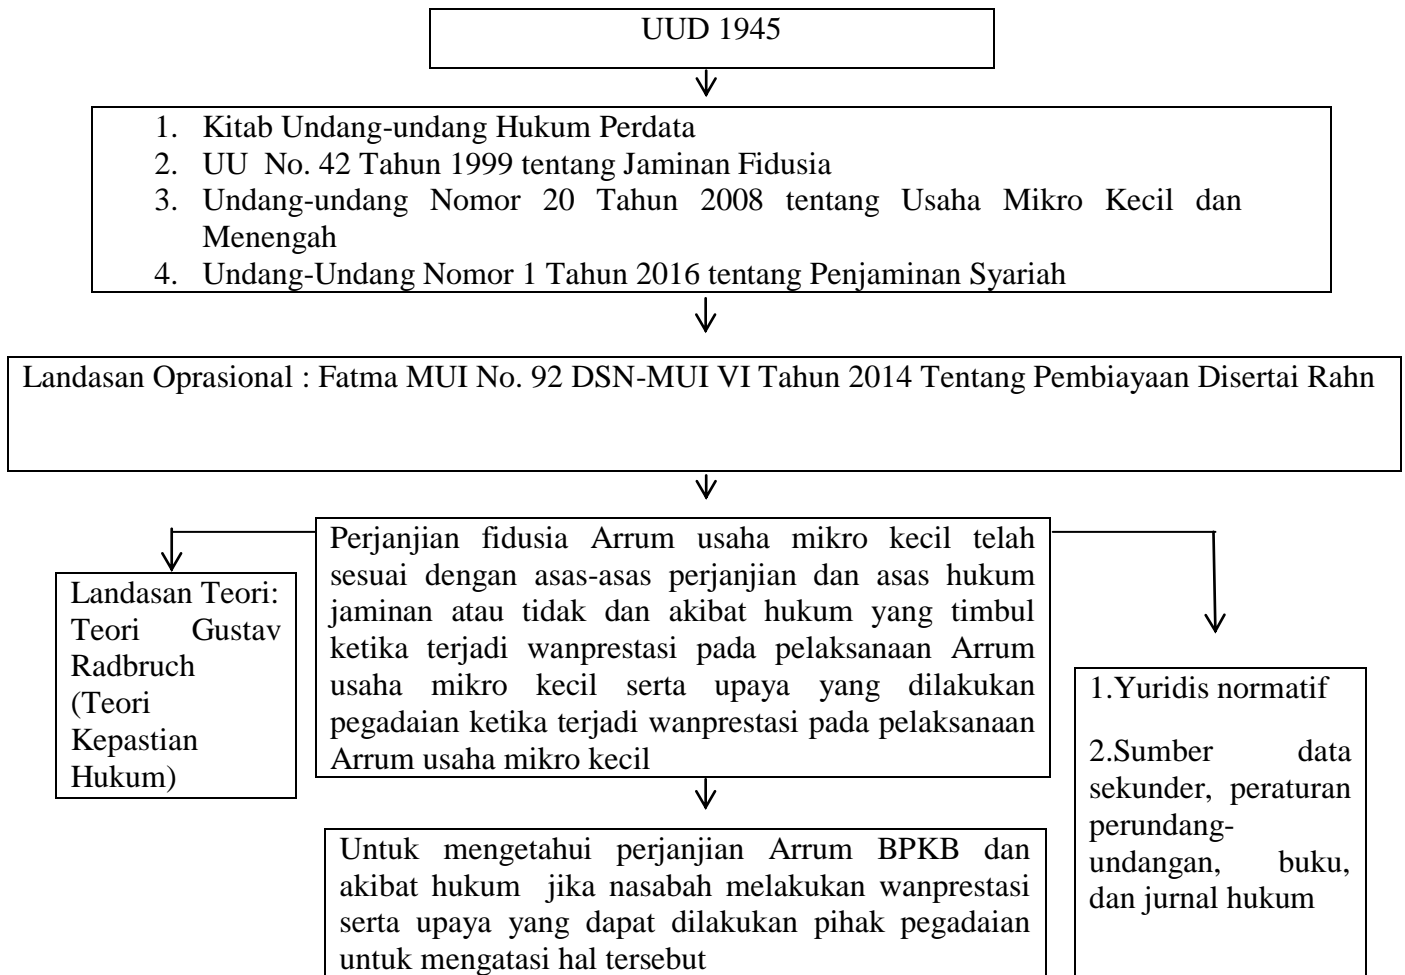 UUD 1945
1. Kitab Undang-undang Hukum Perdata
2. UU No. 42 Tahun 1999 tentang Jaminan Fidusia
3. Undang-undang Nomor 20 Tahun 2008 tentang Usaha Mikro Kecil dan
Menengah
4. Undang-Undang Nomor 1 Tahun 2016 tentang Penjaminan Syariah
Landasan Oprasional : Fatma MUI No. 92 DSN-MUI VI Tahun 2014 Tentang Pembiayaan Disertai Rahn
Landasan Teori:
Teori Gustav
Radbruch
(Teori
Kepastian
Hukum)
Perjanjian fidusia Arrum usaha mikro kecil telah
sesuai dengan asas-asas perjanjian dan asas hukum
jaminan atau tidak dan akibat hukum yang timbul
ketika terjadi wanprestasi pada pelaksanaan Arrum
usaha mikro kecil serta upaya yang dilakukan
pegadaian ketika terjadi wanprestasi pada pelaksanaan
Arrum usaha mikro kecil
1.Yuridis normatif
2.Sumber data
sekunder, peraturan
perundang-
undangan, buku,
dan jurnal hukum
Untuk mengetahui perjanjian Arrum BPKB dan
akibat hukum jika nasabah melakukan wanprestasi
serta upaya yang dapat dilakukan pihak pegadaian
untuk mengatasi hal tersebut